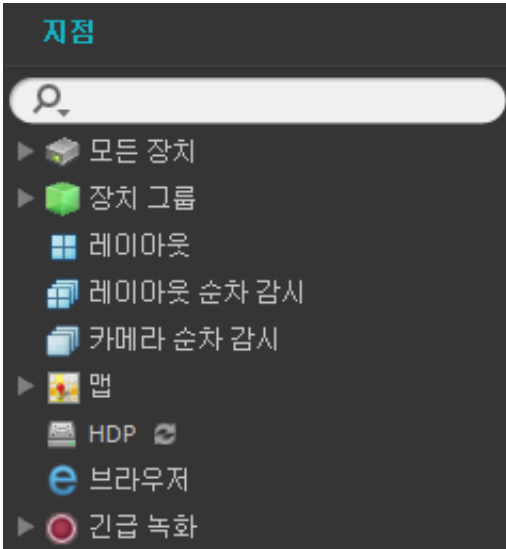 지점
모든 장치
장치 그룹
레이아웃
레이아웃 순차 감시
카메라 순차 감시
맵
HDP
브라우저
긴급 녹화